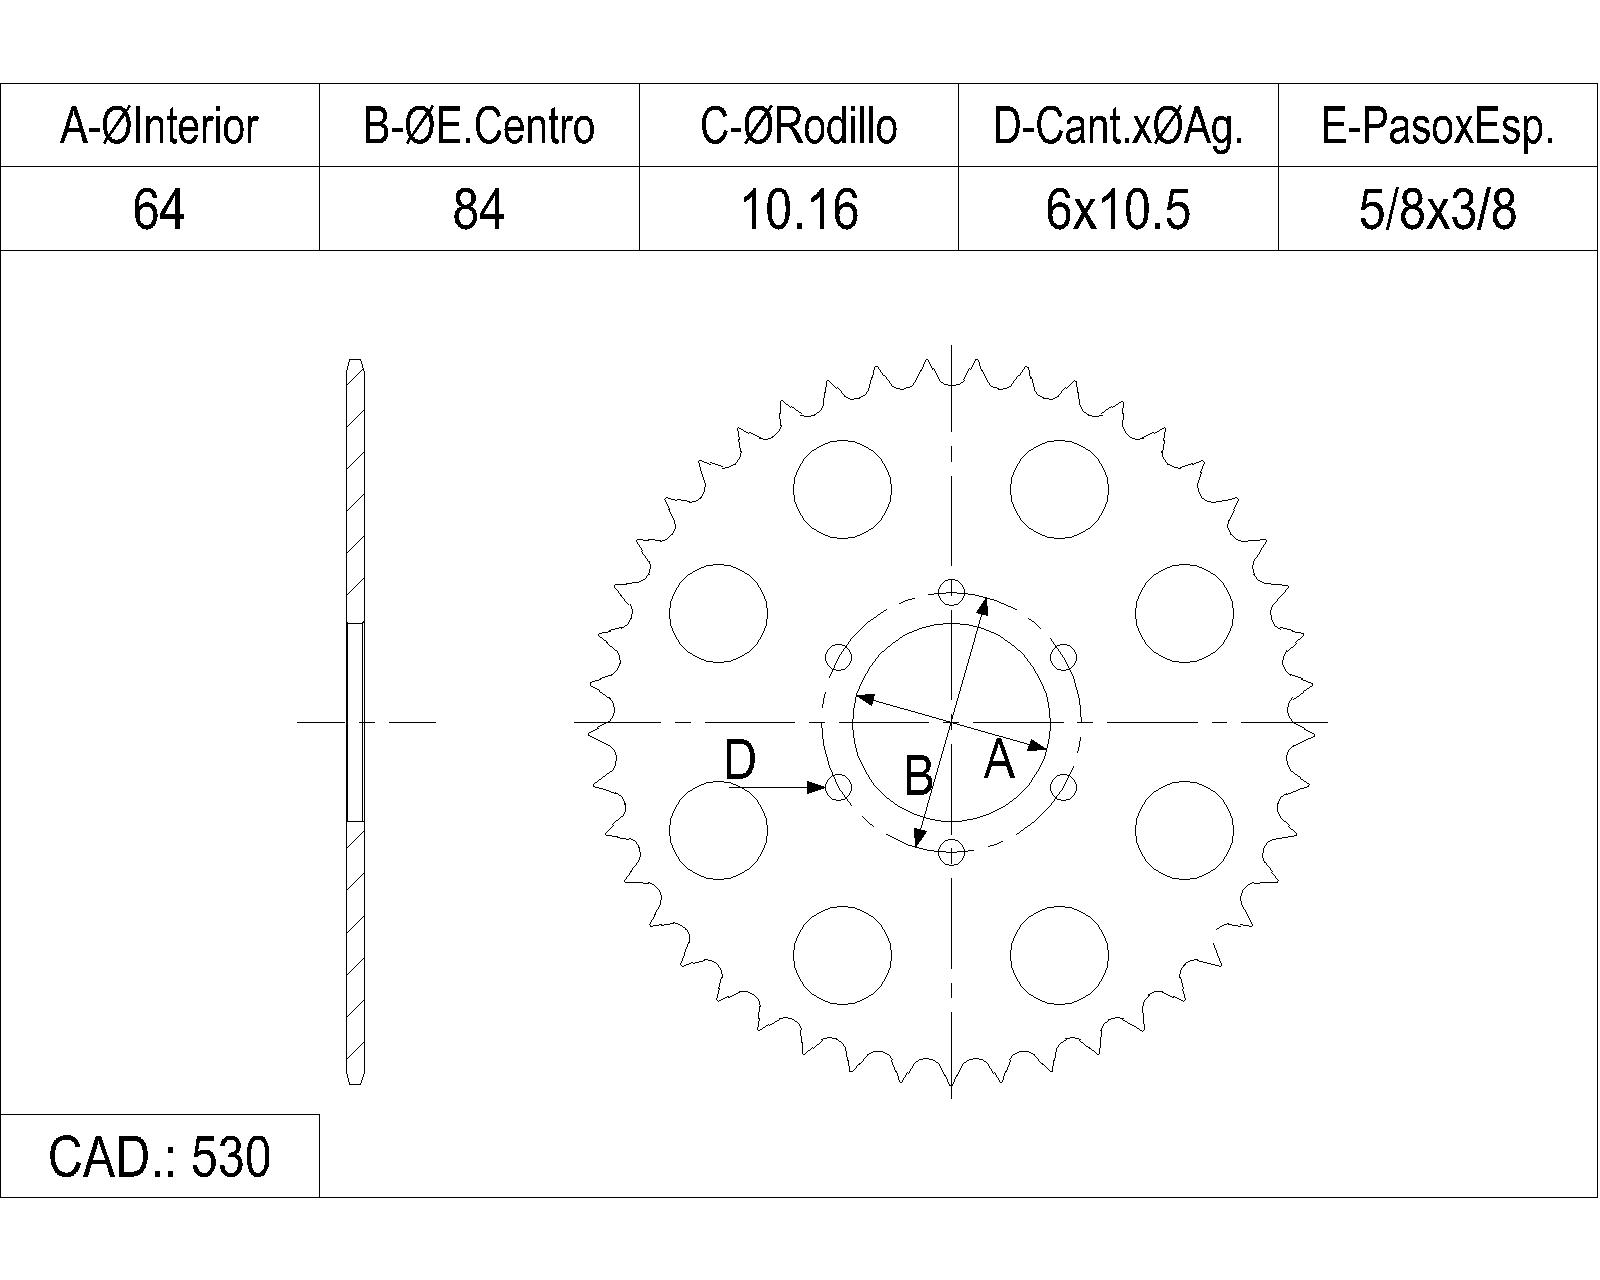 A-ØInterior B-ØE.Centro C-ØRodillo D-Cant.xØAg. E-PasoxEsp.
64 84 10.16 6x10.5 5/8x3/8
D
B
A
CAD.: 530